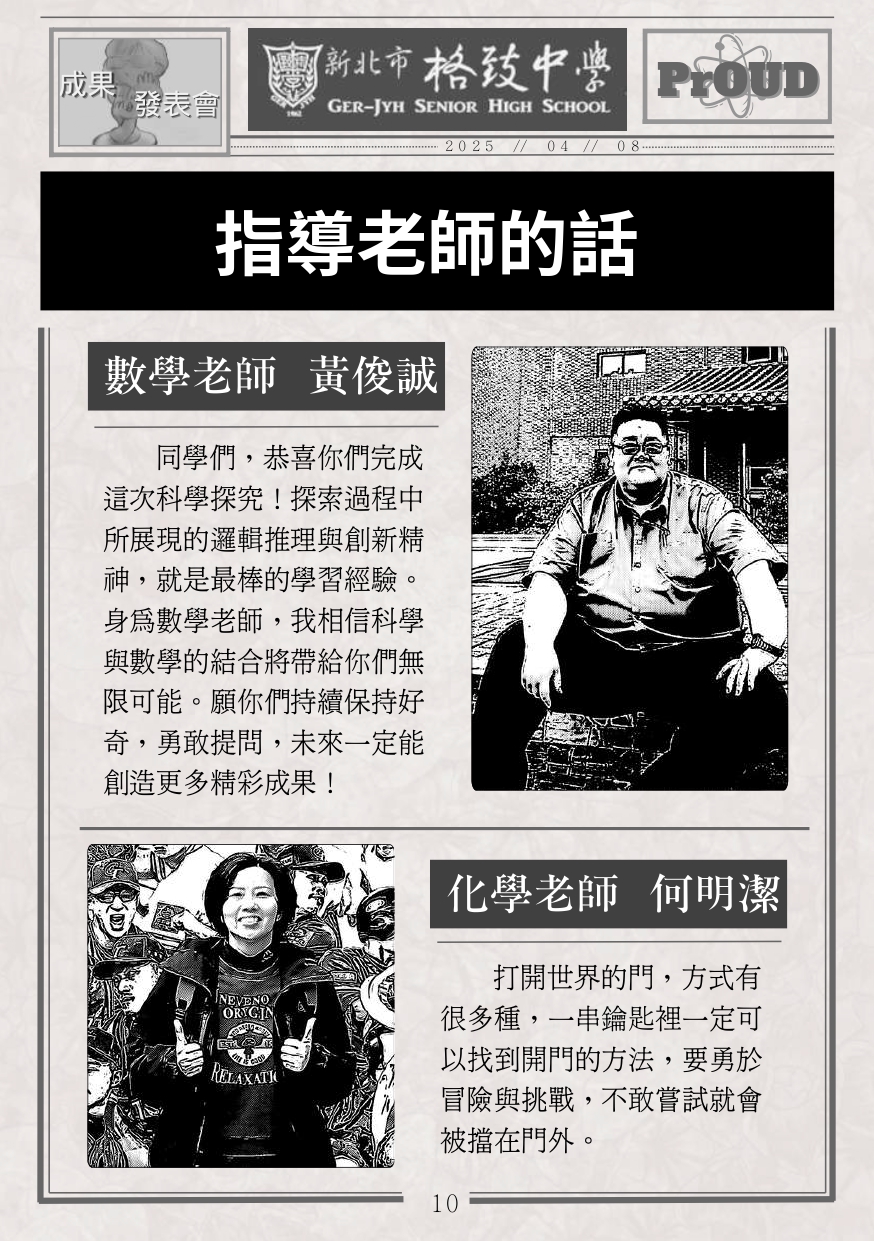 成果
發表會
新北市 格致中學
GER-JYH SENIOR HIGH SCHOOL
1962
PrOUD
2025 // 04 // 08
指導老師的話
數學老師 黃俊誠
同學們，恭喜你們完成
這次科學探究！探索過程中
所展現的邏輯推理與創新精
神，就是最棒的學習經驗。
身為數學老師，我相信科學
與數學的結合將帶給你們無
限可能。願你們持續保持好
奇，勇敢提問，未來一定能
創造更多精彩成果！
化學老師 何明潔
打開世界的門，方式有
很多種，一串鑰匙裡一定可
以找到開門的方法，要勇於
冒險與挑戰，不敢嘗試就會
被擋在門外。
NEVENO
ORYGIN
RELAXATI
10